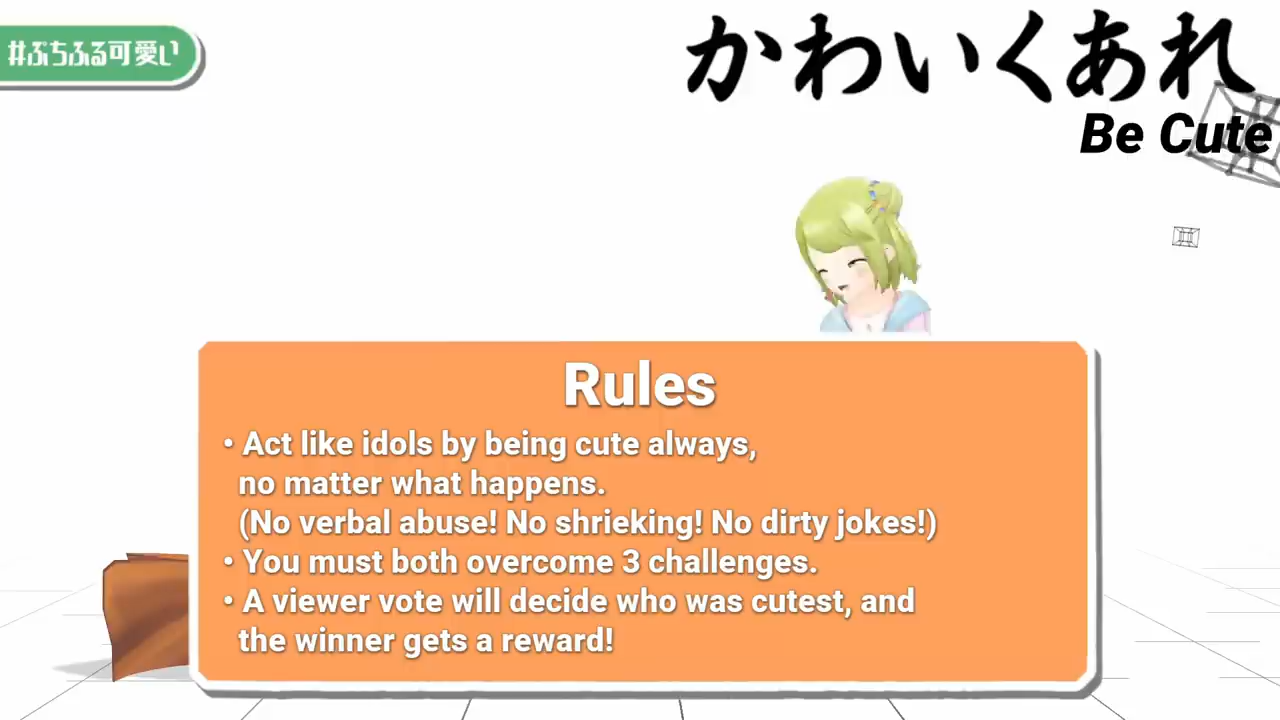 #ぷちふる可愛い
かわいくあれ
Be Cute
Rules
• Act like idols by being cute always,
no matter what happens.
(No verbal abuse! No shrieking! No dirty jokes!)
• You must both overcome 3 challenges.
• A viewer vote will decide who was cutest, and
the winner gets a reward!